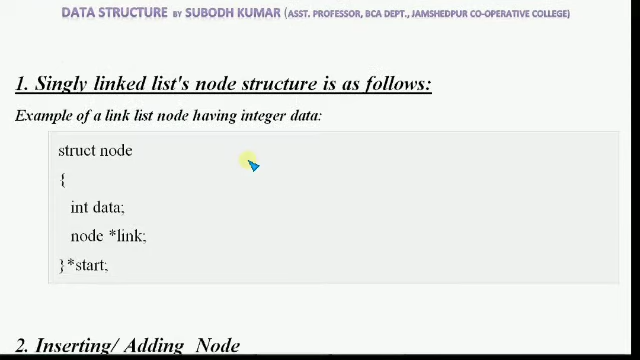 DATA STRUCTURE BY SUBODH KUMAR (ASST. PROFESSOR, BCA DEPT., JAMSHEDPUR CO-OPERATIVE COLLEGE)
1. Singly linked list's node structure is as follows:
Example of a link list node having integer data:
struct node
{
int data;
node *link;
}*start;
2. Inserting/ Adding Node